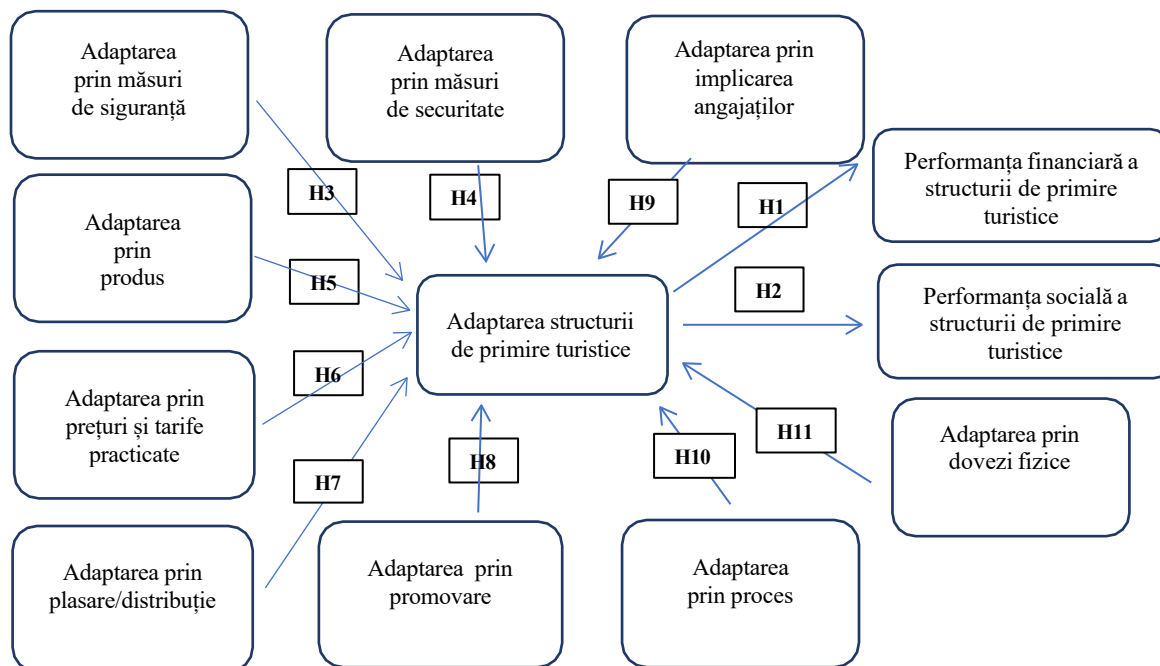 Adaptarea
prin măsuri
de siguranță
Adaptarea
prin măsuri
de securitate
Adaptarea prin
implicarea
angajaților
Performanța financiară a
structurii de primire
turistice
H3
H4
H9
H1
Adaptarea
prin
produs
H5
H2
Adaptarea structurii
de primire turistice
Performanța socială a
structurii de primire
turistice
H6
Adaptarea prin
prețuri și tarife
practicate
H7
H8
H10
H11
Adaptarea prin
dovezi fizice
Adaptarea prin
plasare/distribuție
Adaptarea prin
promovare
Adaptarea
prin proces